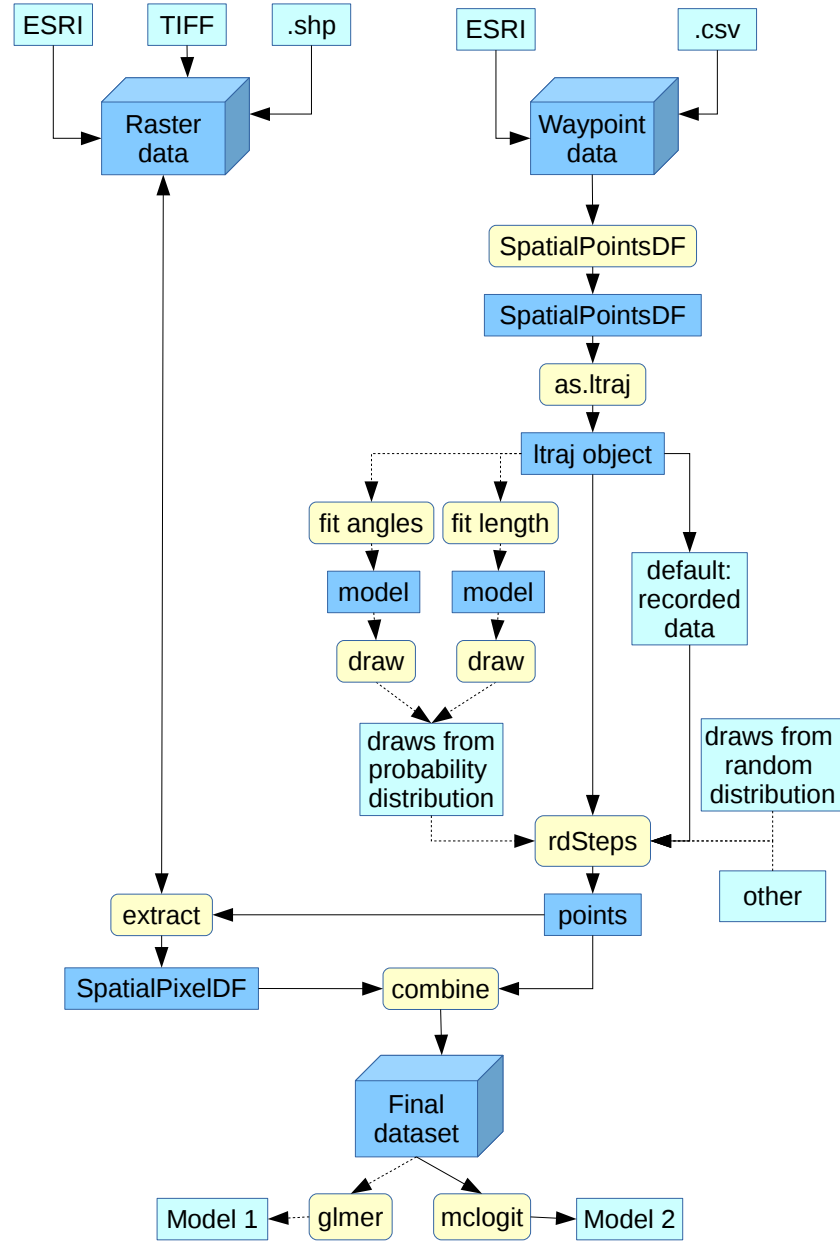 ESRI
TIFF
.shp
ESRI
.csv
Raster
data
Waypoint
data
SpatialPointsDF
SpatialPointsDF
as.ltraj
ltraj object
fit angles
fit length
default:
recorded
data
model
model
draw
draw
draws from
probability
distribution
draws from
random
distribution
rdSteps
other
extract
points
SpatialPixelDF
combine
Final
dataset
Model 1
glmer
mclogit
Model 2